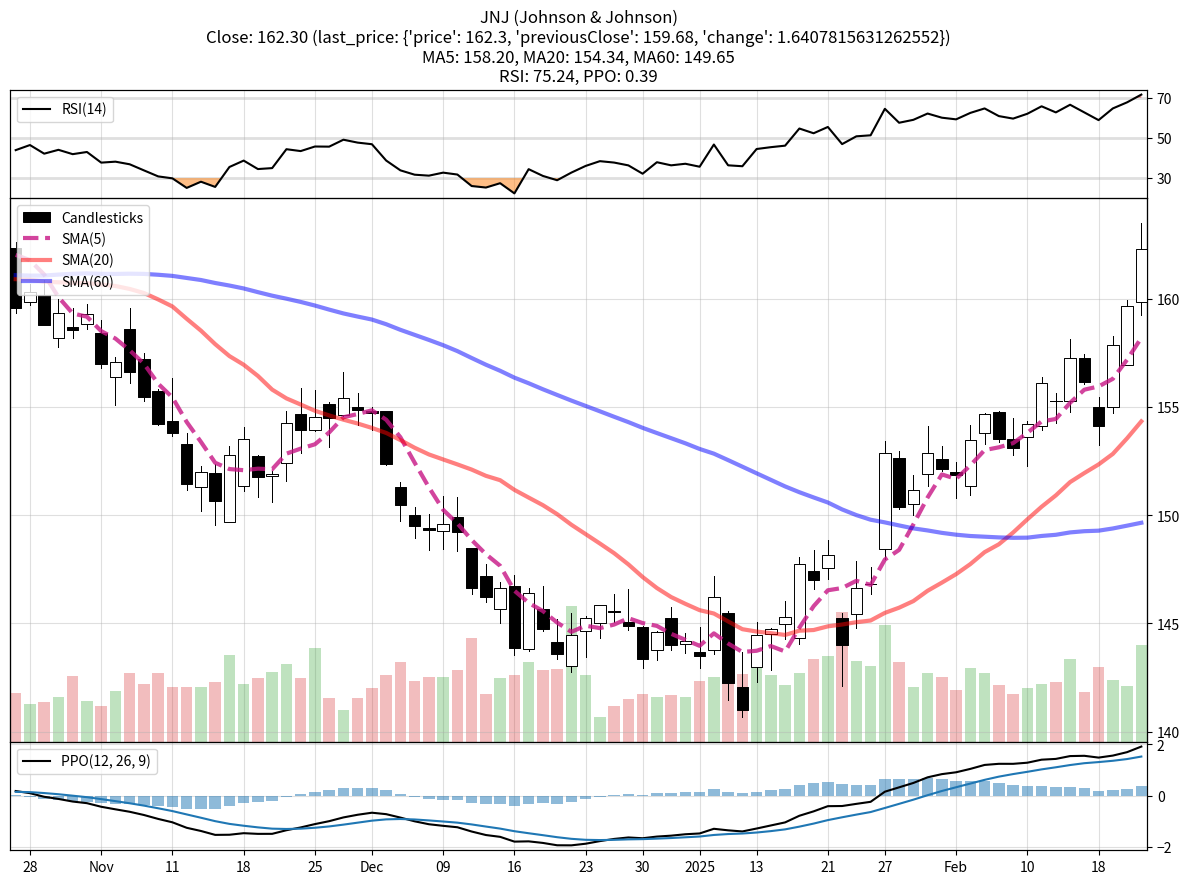 JNJ (Johnson & Johnson)
Close: 162.30 (last_price: {'price': 162.3, 'previousClose': 159.68, 'change': 1.6407815631262552})
MA5: 158.20, MA20: 154.34, MA60: 149.65
RSI: 75.24, PPO: 0.39
RSI(14)
70
50
30
Candlesticks
SMA(5)
SMA(20)
SMA(60)
160
155
150
145
140
PPO(12, 26, 9)
2
0
−2
28 Nov 11 18 25 Dec 09 16 23 30 2025 13 21 27 Feb 10 18